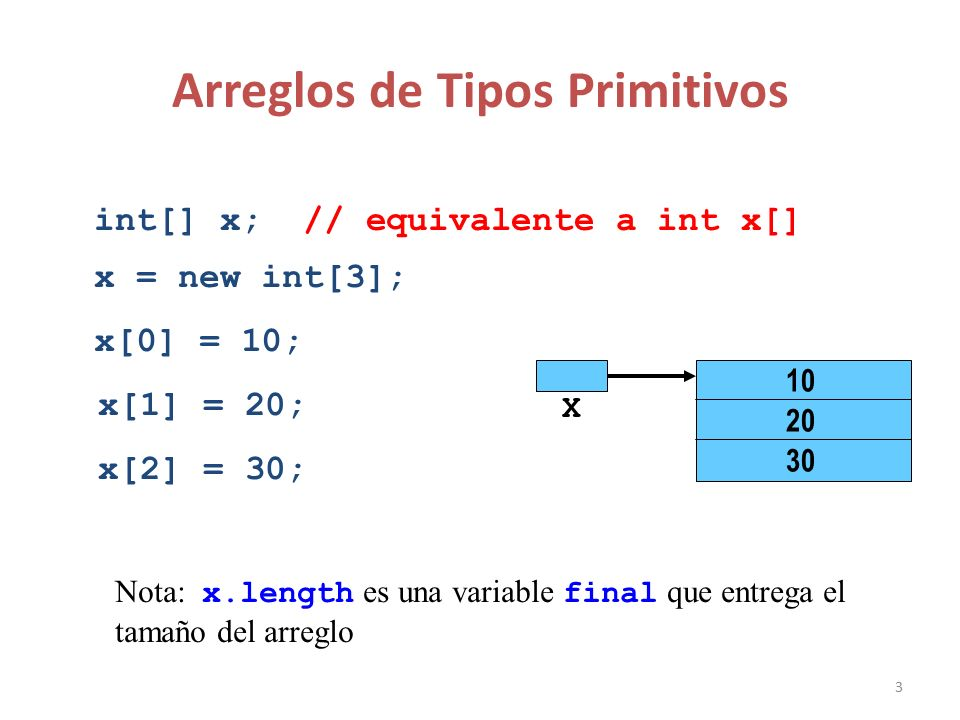 Arreglos de Tipos Primitivos
int[] x;  // equivalente a int x[]
x = new int[3];
x[0] = 10;
x[1] = 20;
x[2] = 30;
x
10
20
30
Nota: x.length es una variable final que entrega el
tamaño del arreglo
3